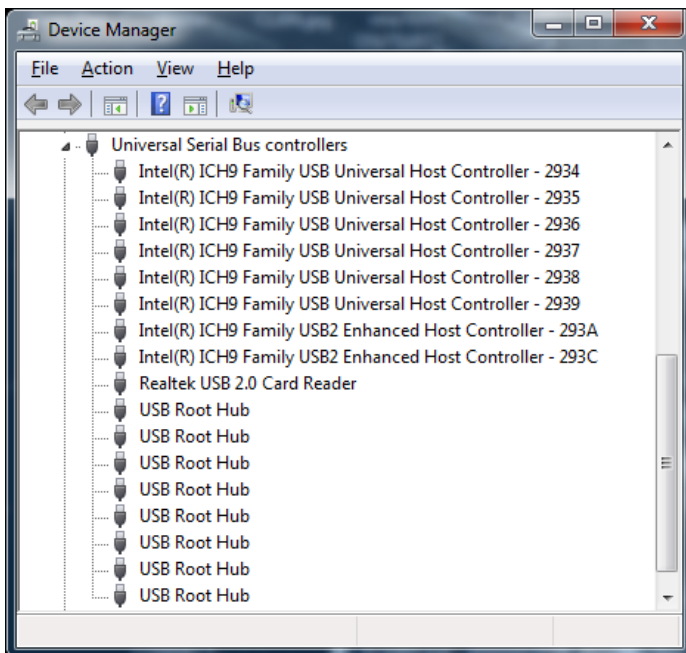 Device Manager
File Action View Help
Universal Serial Bus controllers
Intel(R) ICH9 Family USB Universal Host Controller - 2934
Intel(R) ICH9 Family USB Universal Host Controller - 2935
Intel(R) ICH9 Family USB Universal Host Controller - 2936
Intel(R) ICH9 Family USB Universal Host Controller - 2937
Intel(R) ICH9 Family USB Universal Host Controller - 2938
Intel(R) ICH9 Family USB Universal Host Controller - 2939
Intel(R) ICH9 Family USB2 Enhanced Host Controller - 293A
Intel(R) ICH9 Family USB2 Enhanced Host Controller - 293C
Realtek USB 2.0 Card Reader
USB Root Hub
USB Root Hub
USB Root Hub
USB Root Hub
USB Root Hub
USB Root Hub
USB Root Hub
USB Root Hub